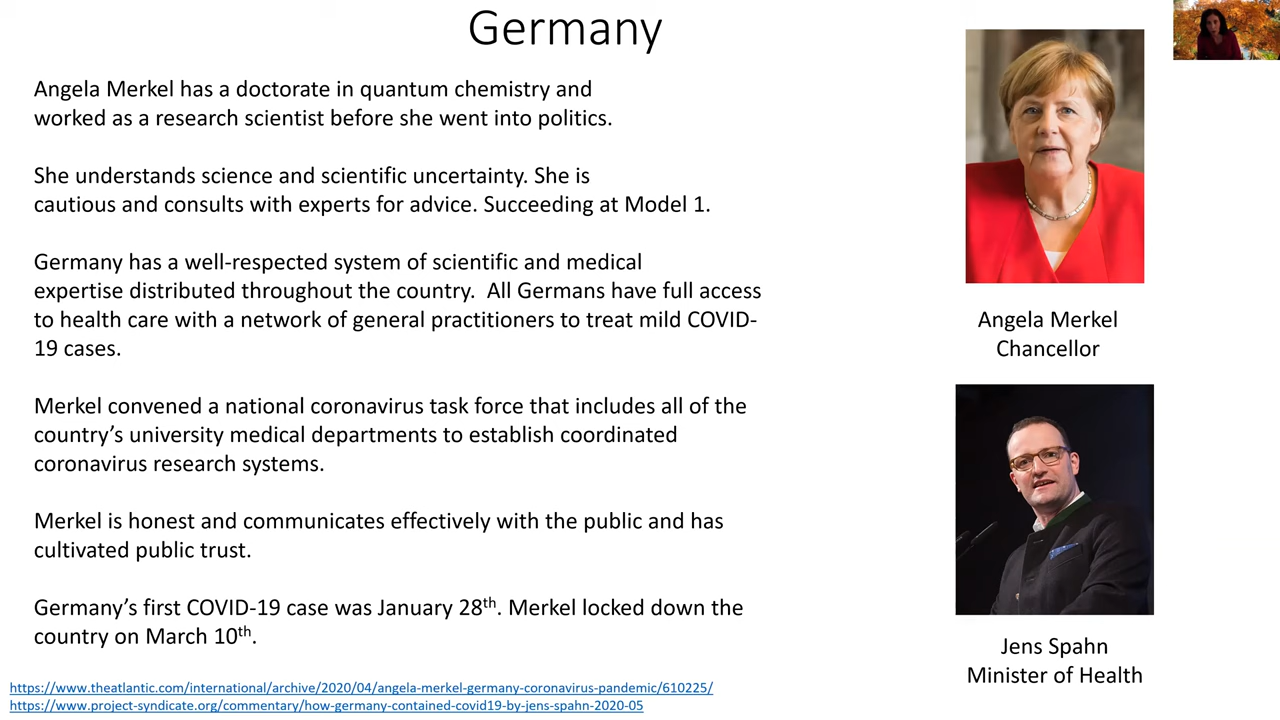 Germany
Angela Merkel has a doctorate in quantum chemistry and
worked as a research scientist before she went into politics.
She understands science and scientific uncertainty. She is
cautious and consults with experts for advice. Succeeding at Model 1.
Germany has a well-respected system of scientific and medical
expertise distributed throughout the country.  All Germans have full access
to health care with a network of general practitioners to treat mild COVID-
19 cases.
Merkel convened a national coronavirus task force that includes all of the
country’s university medical departments to establish coordinated
coronavirus research systems.
Merkel is honest and communicates effectively with the public and has
cultivated public trust.
Germany’s first COVID-19 case was January 28th. Merkel locked down the
country on March 10th.
https://www.theatlantic.com/international/archive/2020/04/angela-merkel-germany-coronavirus-pandemic/610225/
https://www.project-syndicate.org/commentary/how-germany-contained-covid19-by-jens-spahn-2020-05
Angela Merkel
Chancellor
Jens Spahn
Minister of Health